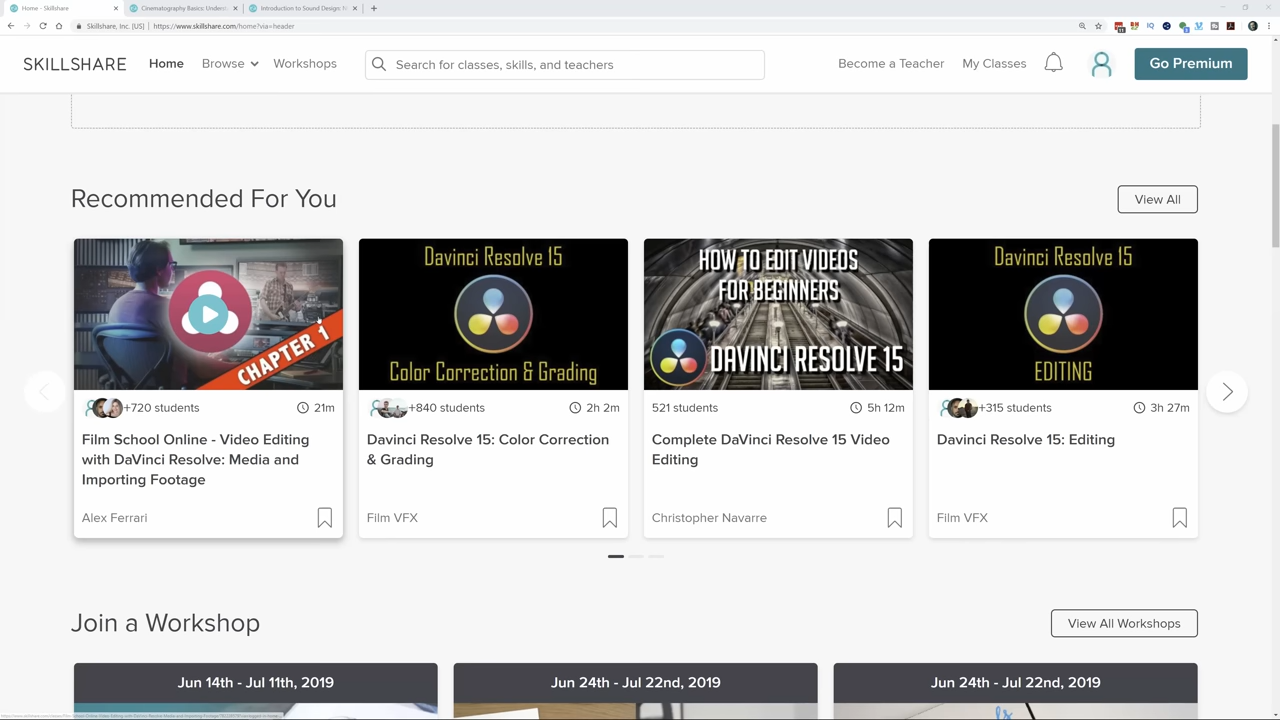 Home - Skillshare
Cinematography Basics: Underst
Introduction to Sound Design: N
Skillshare, Inc. [US]
https://www.skillshare.com/home?via=header
SKILLSHARE
Home
Browse
Workshops
Search for classes, skills, and teachers
Become a Teacher
My Classes
Go Premium
Recommended For You
View All
CHAPTER 1
Davinci Resolve 15
Color Correction & Grading
HOW TO EDIT VIDEOS
FOR BEGINNERS
DAVINCI RESOLVE 15
Davinci Resolve 15
EDITING
+720 students
21m
+840 students
2h 2m
521 students
5h 12m
+315 students
3h 27m
Film School Online - Video Editing
with DaVinci Resolve: Media and
Importing Footage
Davinci Resolve 15: Color Correction
& Grading
Complete DaVinci Resolve 15 Video
Editing
Davinci Resolve 15: Editing
Alex Ferrari
Film VFX
Christopher Navarre
Film VFX
Join a Workshop
View All Workshops
Jun 14th - Jul 11th, 2019
Jun 24th - Jul 22nd, 2019
Jun 24th - Jul 22nd, 2019